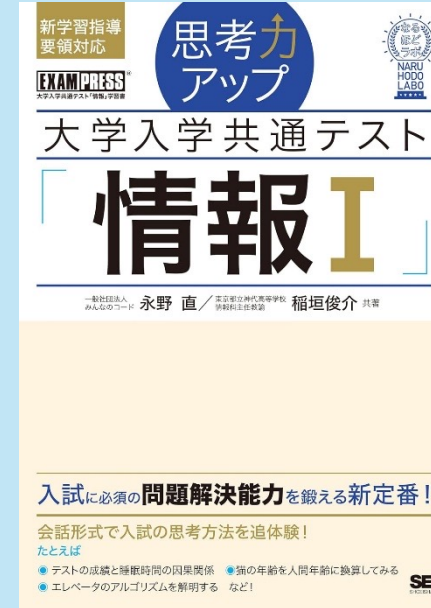 新学習指導
要領対応
思考力
アップ
なる
ほど
ラボ
NARU
HODO
LABO
EXAMPRESS®
大学入学共通テスト「情報」学習書
大学入学共通テスト
「情報Ⅰ」
一般社団法人
みんなのコード 永野 直／東京都立神代高等学校
情報科主任教諭 稲垣俊介 共著
入試に必須の問題解決能力を鍛える新定番!
会話形式で入試の思考方法を追体験!
たとえば
● テストの成績と睡眠時間の因果関係 ●猫の年齢を人間年齢に換算してみる
● エレベータのアルゴリズムを解明する など!
SE